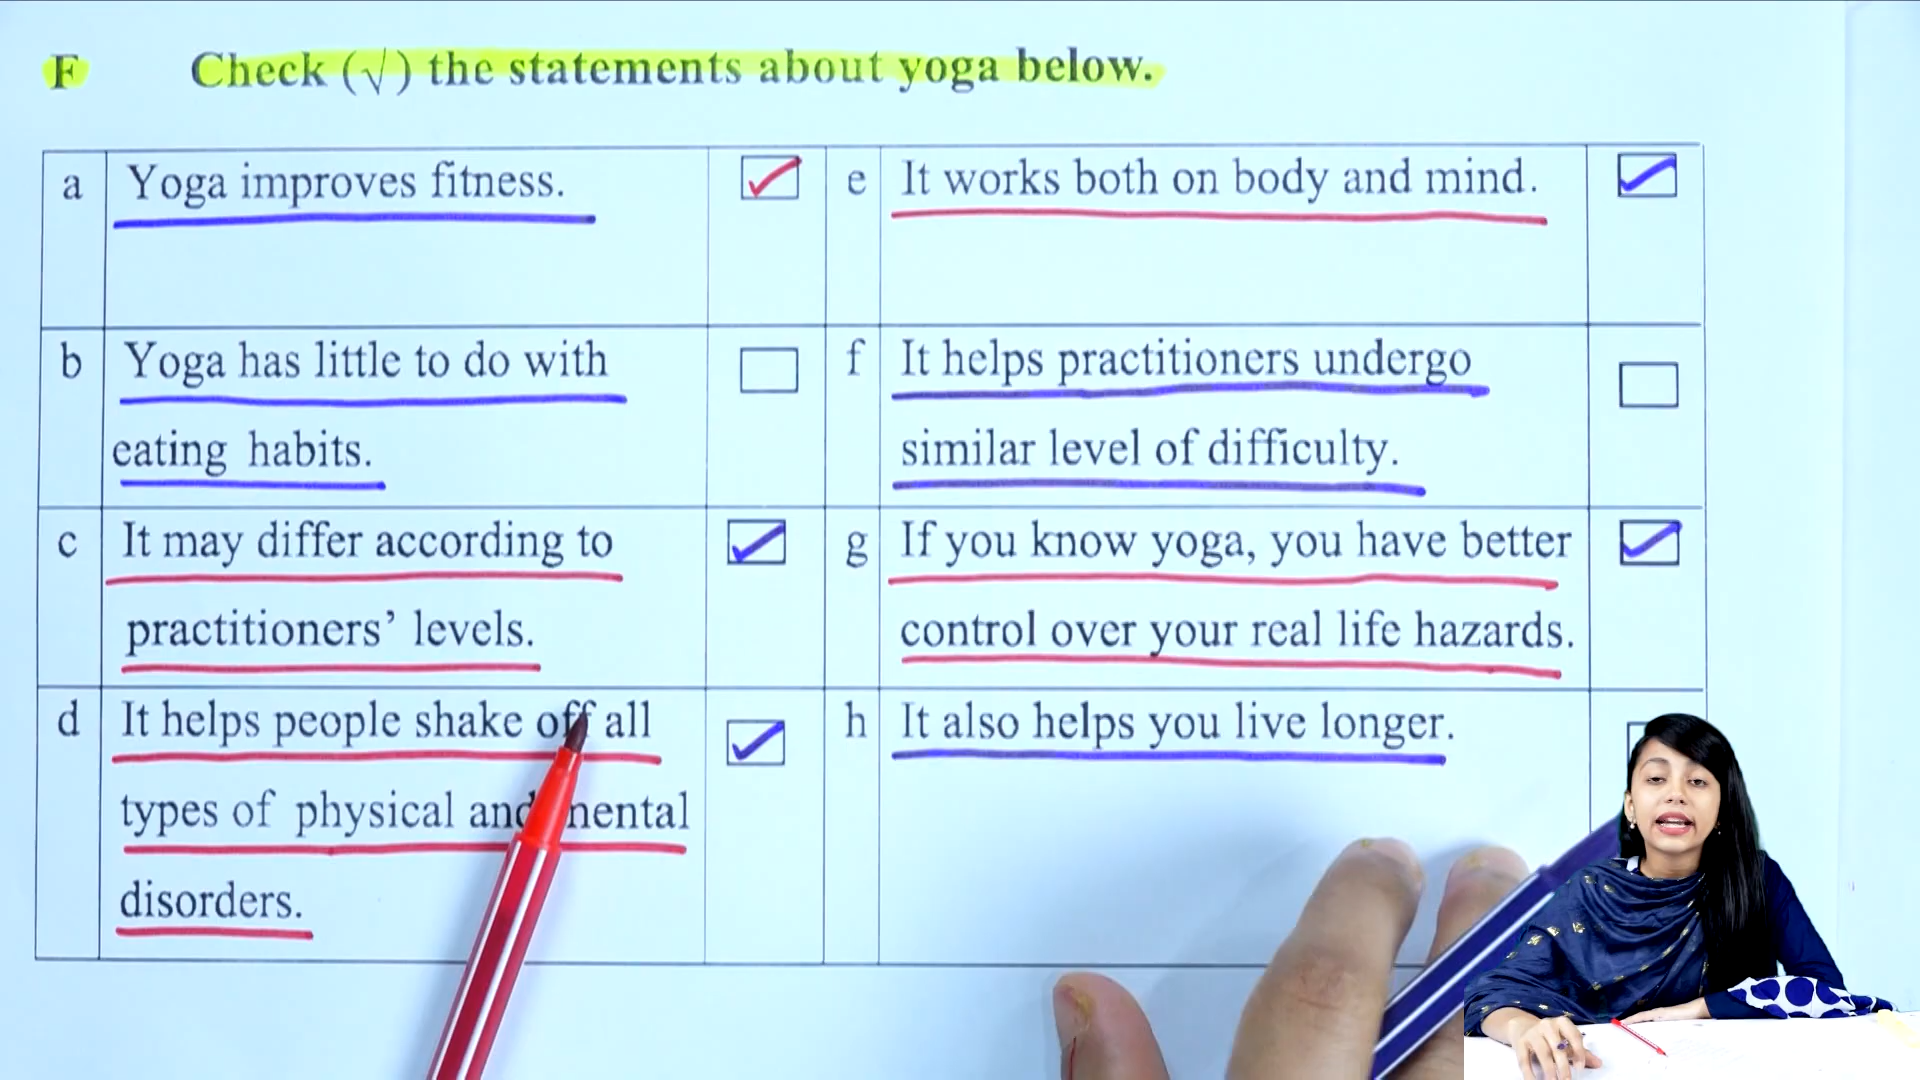 F Check (√) the statements about yoga below.
a Yoga improves fitness.
e It works both on body and mind.
b Yoga has little to do with
eating habits.
f It helps practitioners undergo
similar level of difficulty.
c It may differ according to
practitioners’ levels.
g If you know yoga, you have better
control over your real life hazards.
d It helps people shake off all
types of physical and mental
disorders.
h It also helps you live longer.